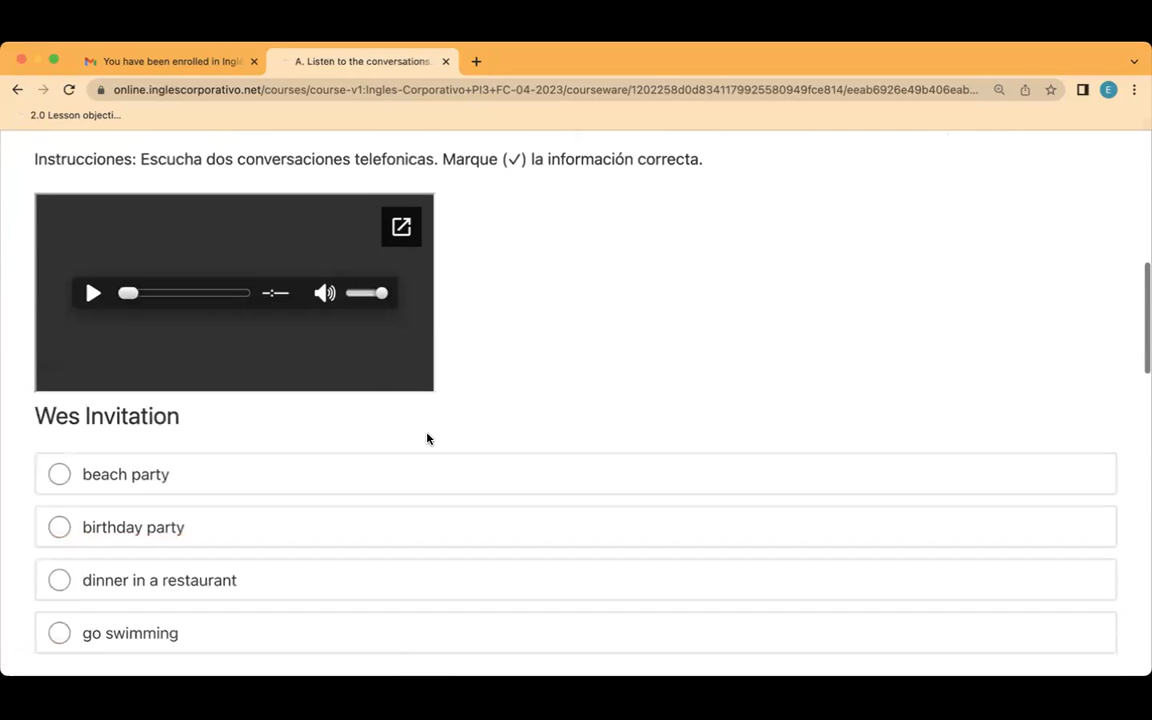 You have been enrolled in Inglé
A. Listen to the conversations.
online.inglescorporativo.net/courses/course-v1:Ingles-Corporativo+PI3+FC-04-2023/courseware/1202258d0d8341179925580949fce814/eeab6926e49b406eab...
E
2.0 Lesson objecti...
Instrucciones: Escucha dos conversaciones telefonicas. Marque (✓) la información correcta.
-:--
Wes Invitation
beach party
birthday party
dinner in a restaurant
go swimming